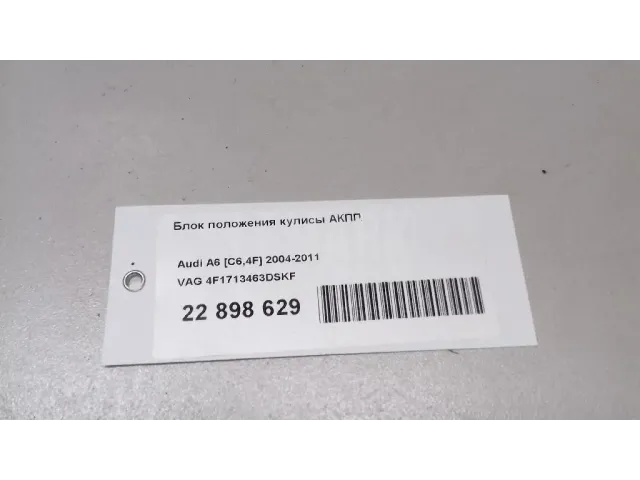 Блок положения кулисы АКПП
Audi A6 [C6,4F] 2004-2011
VAG 4F1713463DSKF
22 898 629